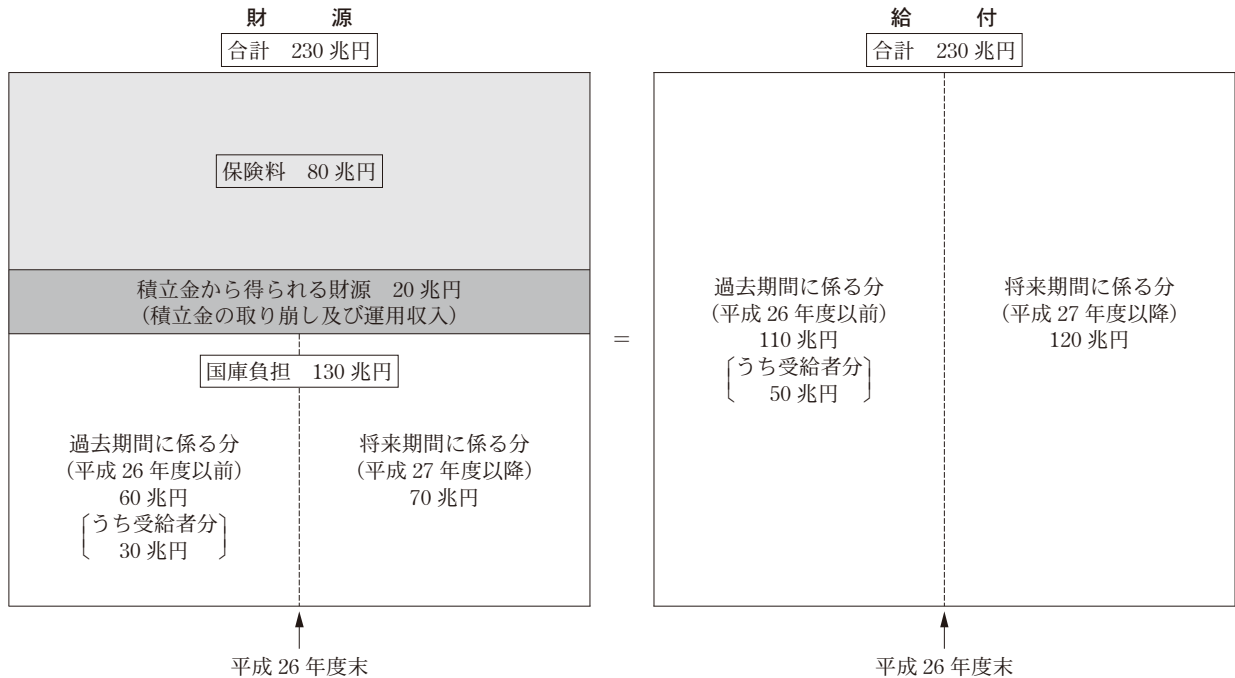 財 源
合計 230 兆円
保険料 80 兆円
積立金から得られる財源 20 兆円
(積立金の取り崩し及び運用収入)
国庫負担 130 兆円
過去期間に係る分
(平成 26 年度以前)
60 兆円
〔うち受給者分
30 兆円〕
将来期間に係る分
(平成 27 年度以降)
70 兆円
平成 26 年度末
=
給 付
合計 230 兆円
過去期間に係る分
(平成 26 年度以前)
110 兆円
〔うち受給者分
50 兆円〕
将来期間に係る分
(平成 27 年度以降)
120 兆円
平成 26 年度末